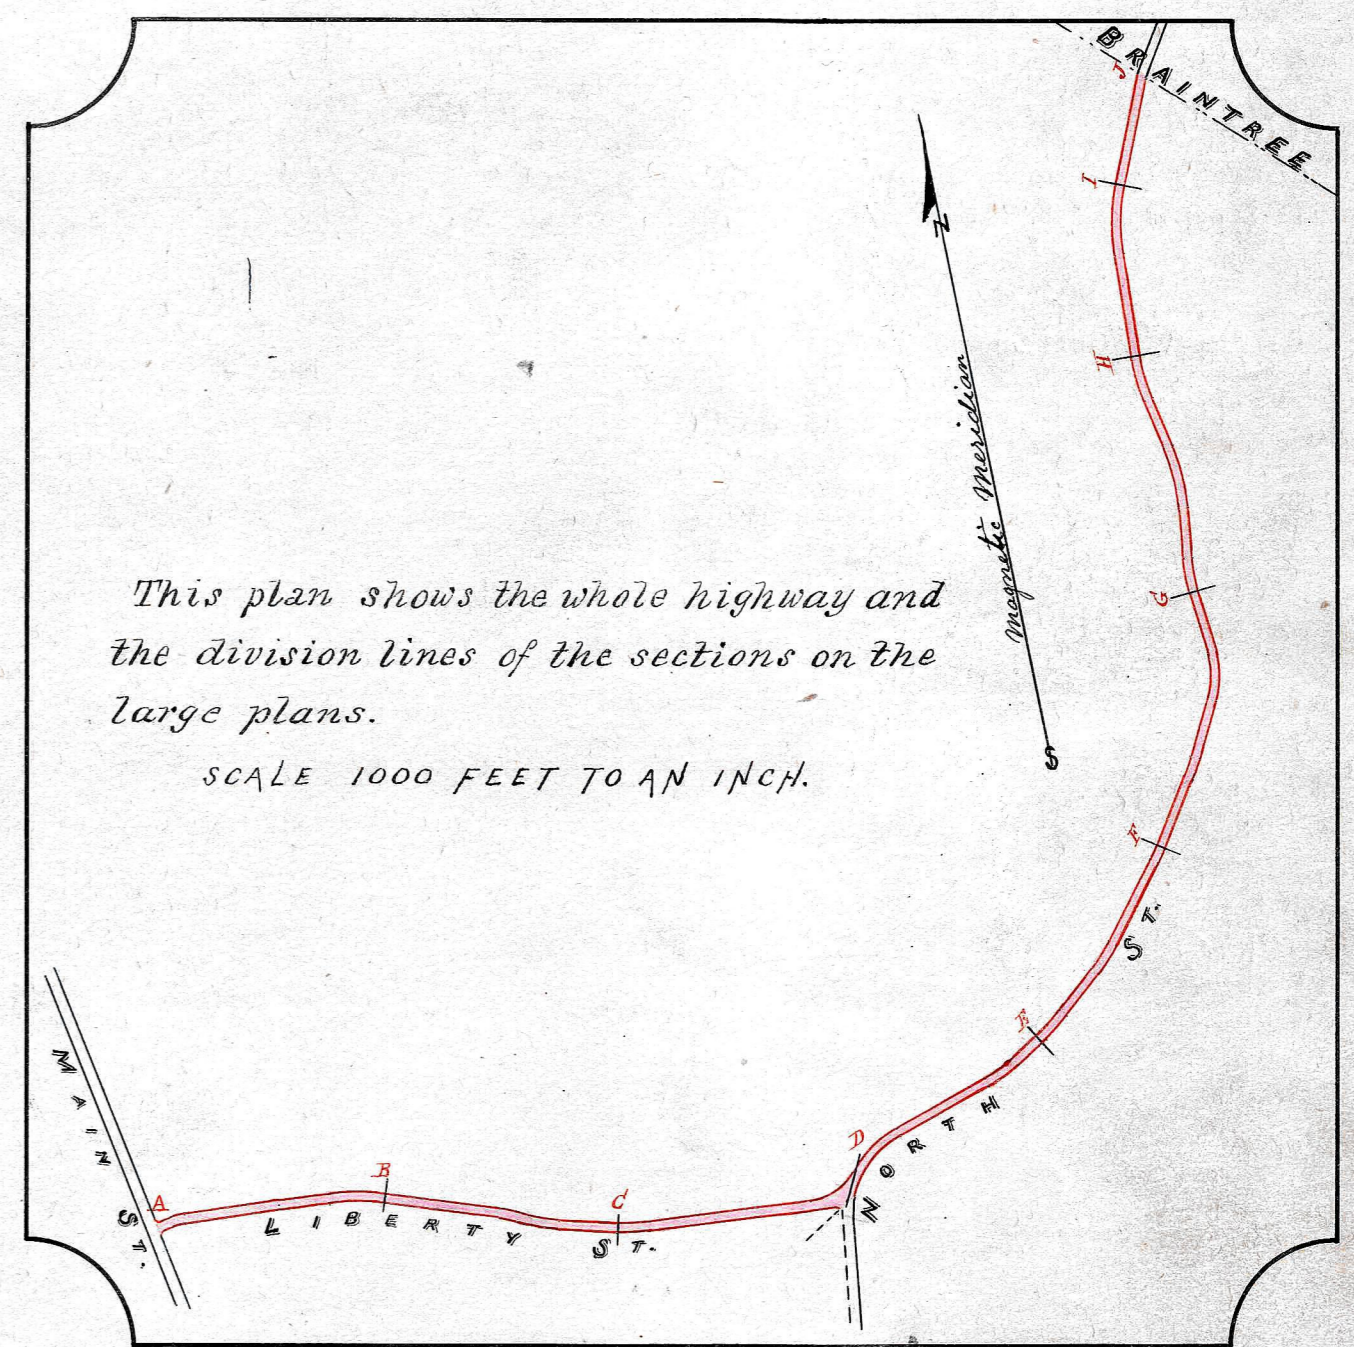 BRAINTREE
J
I
N
H
Magnetic Meridian
G
This plan shows the whole highway and
the division lines of the sections on the
large plans.
SCALE 1000 FEET TO AN INCH.
S
F
E
NORTH ST.
D
MAIN ST.
A
B
C
LIBERTY ST.